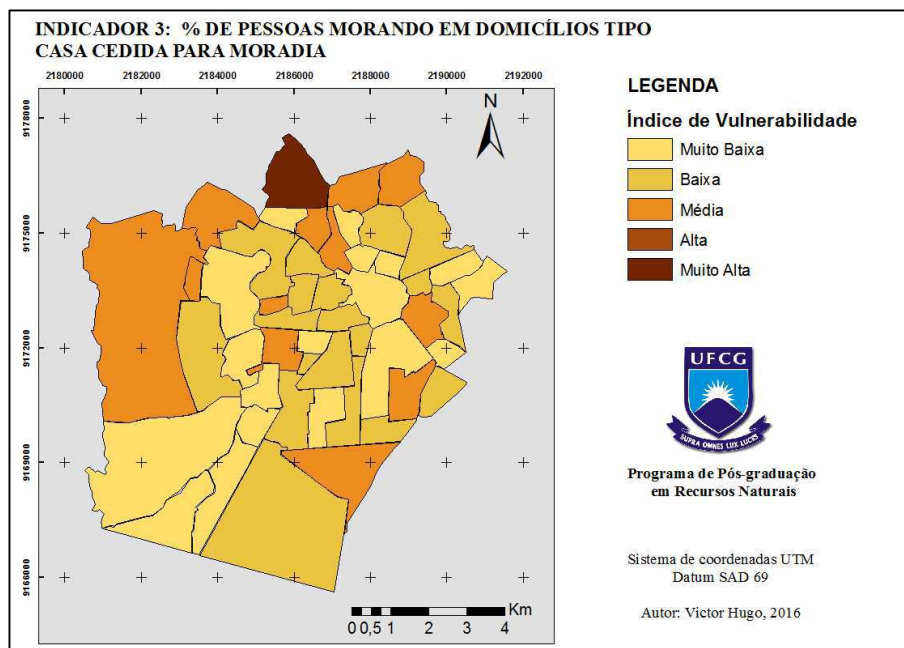 INDICADOR 3: % DE PESSOAS MORANDO EM DOMICÍLIOS TIPO
CASA CEDIDA PARA MORADIA
2180000 2182000 2184000 2186000 2188000 2190000 2192000
9178000
9175000
9172000
9169000
9166000
N
Km
0 0,5 1 2 3 4
LEGENDA
Índice de Vulnerabilidade
Muito Baixa
Baixa
Média
Alta
Muito Alta
UFCG
SUPRA OMNES LUX LUCES
Programa de Pós-graduação
em Recursos Naturais
Sistema de coordenadas UTM
Datum SAD 69
Autor: Victor Hugo, 2016